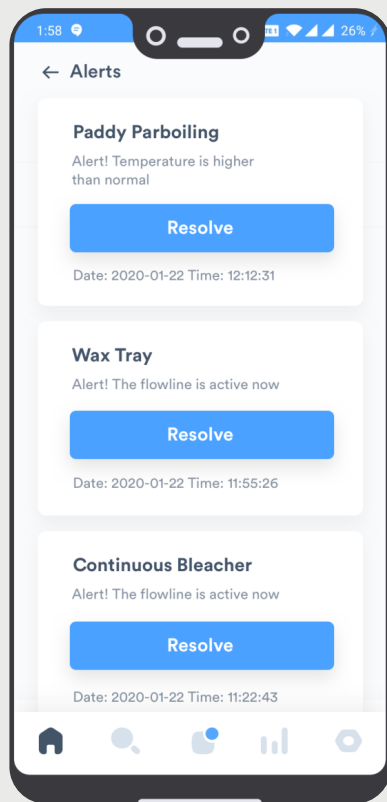 1:58 26%
Alerts
Paddy Parboiling
Alert! Temperature is higher
than normal
Resolve
Date: 2020-01-22 Time: 12:12:31
Wax Tray
Alert! The flowline is active now
Resolve
Date: 2020-01-22 Time: 11:55:26
Continuous Bleacher
Alert! The flowline is active now
Resolve
Date: 2020-01-22 Time: 11:22:43